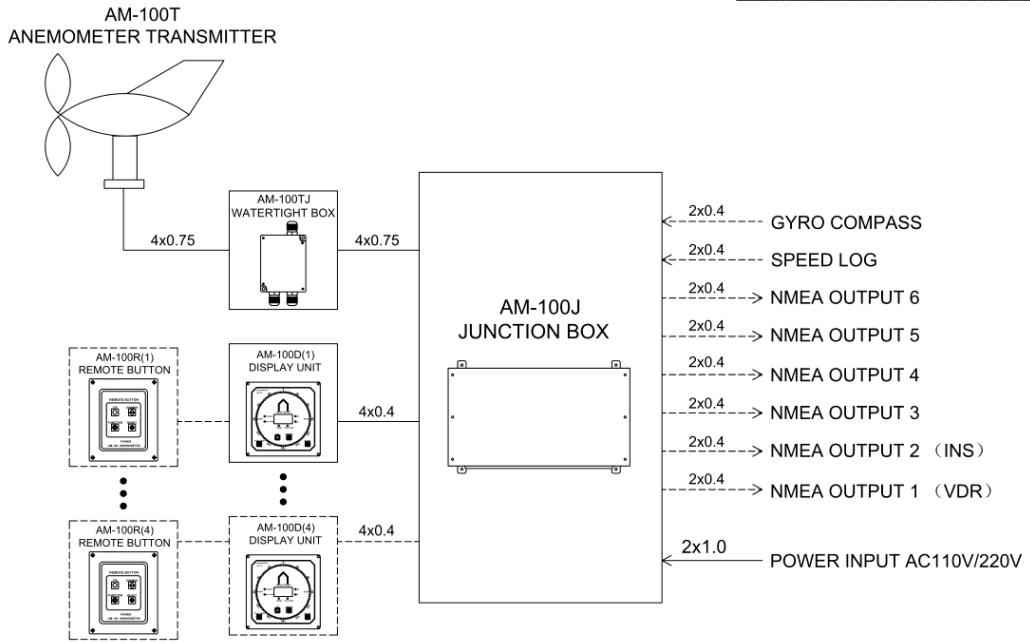 AM-100T
ANEMOMETER TRANSMITTER
AM-100TJ
WATERTIGHT BOX
4x0.75
4x0.75
AM-100R(1)
REMOTE BUTTON
REMOTE BUTTON
POWER
AM-100D(1)
DISPLAY UNIT
4x0.4
AM-100R(4)
REMOTE BUTTON
REMOTE BUTTON
POWER
AM-100D(4)
DISPLAY UNIT
4x0.4
AM-100J
JUNCTION BOX
2x0.4
GYRO COMPASS
2x0.4
SPEED LOG
2x0.4
NMEA OUTPUT 6
2x0.4
NMEA OUTPUT 5
2x0.4
NMEA OUTPUT 4
2x0.4
NMEA OUTPUT 3
2x0.4
NMEA OUTPUT 2 （INS）
2x0.4
NMEA OUTPUT 1 （VDR）
2x1.0
POWER INPUT AC110V/220V